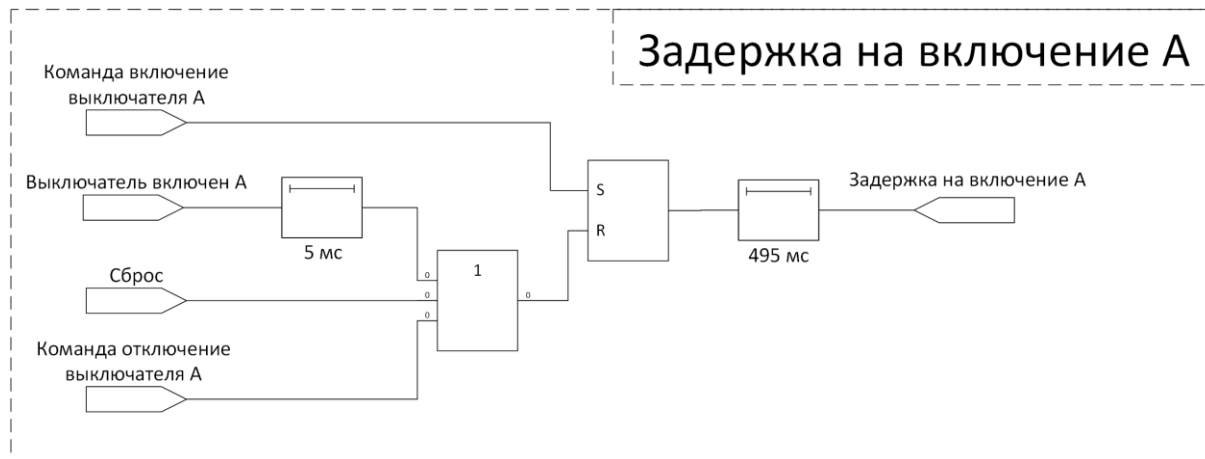 Задержка на включение А
Команда включение
выключателя А
Выключатель включен А
5 мс
Сброс
Команда отключение
выключателя А
0
0
0
1
0
S
R
495 мс
Задержка на включение А